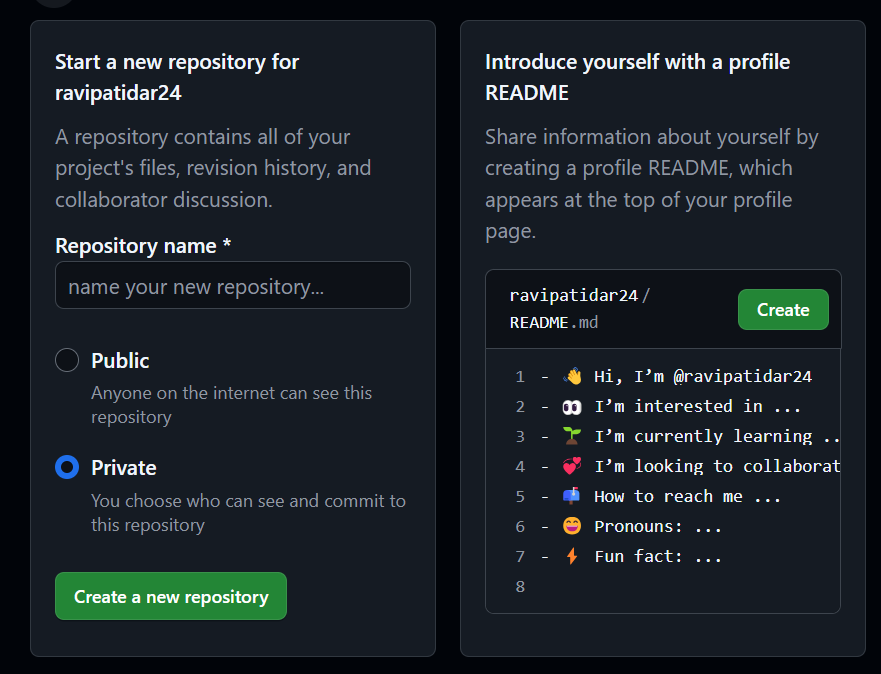 Start a new repository for
ravipatidar24
A repository contains all of your
project's files, revision history, and
collaborator discussion.
Repository name *
name your new repository...
Public
Anyone on the internet can see this
repository
Private
You choose who can see and commit to
this repository
Create a new repository
Introduce yourself with a profile
README
Share information about yourself by
creating a profile README, which
appears at the top of your profile
page.
ravipatidar24/
README.md
Create
1 - 👋 Hi, I’m @ravipatidar24
2 - 👀 I’m interested in ...
3 - 🌱 I’m currently learning ..
4 - 💞️ I’m looking to collaborat
5 - 📫 How to reach me ...
6 - 😄 Pronouns: ...
7 - ⚡ Fun fact: ...
8